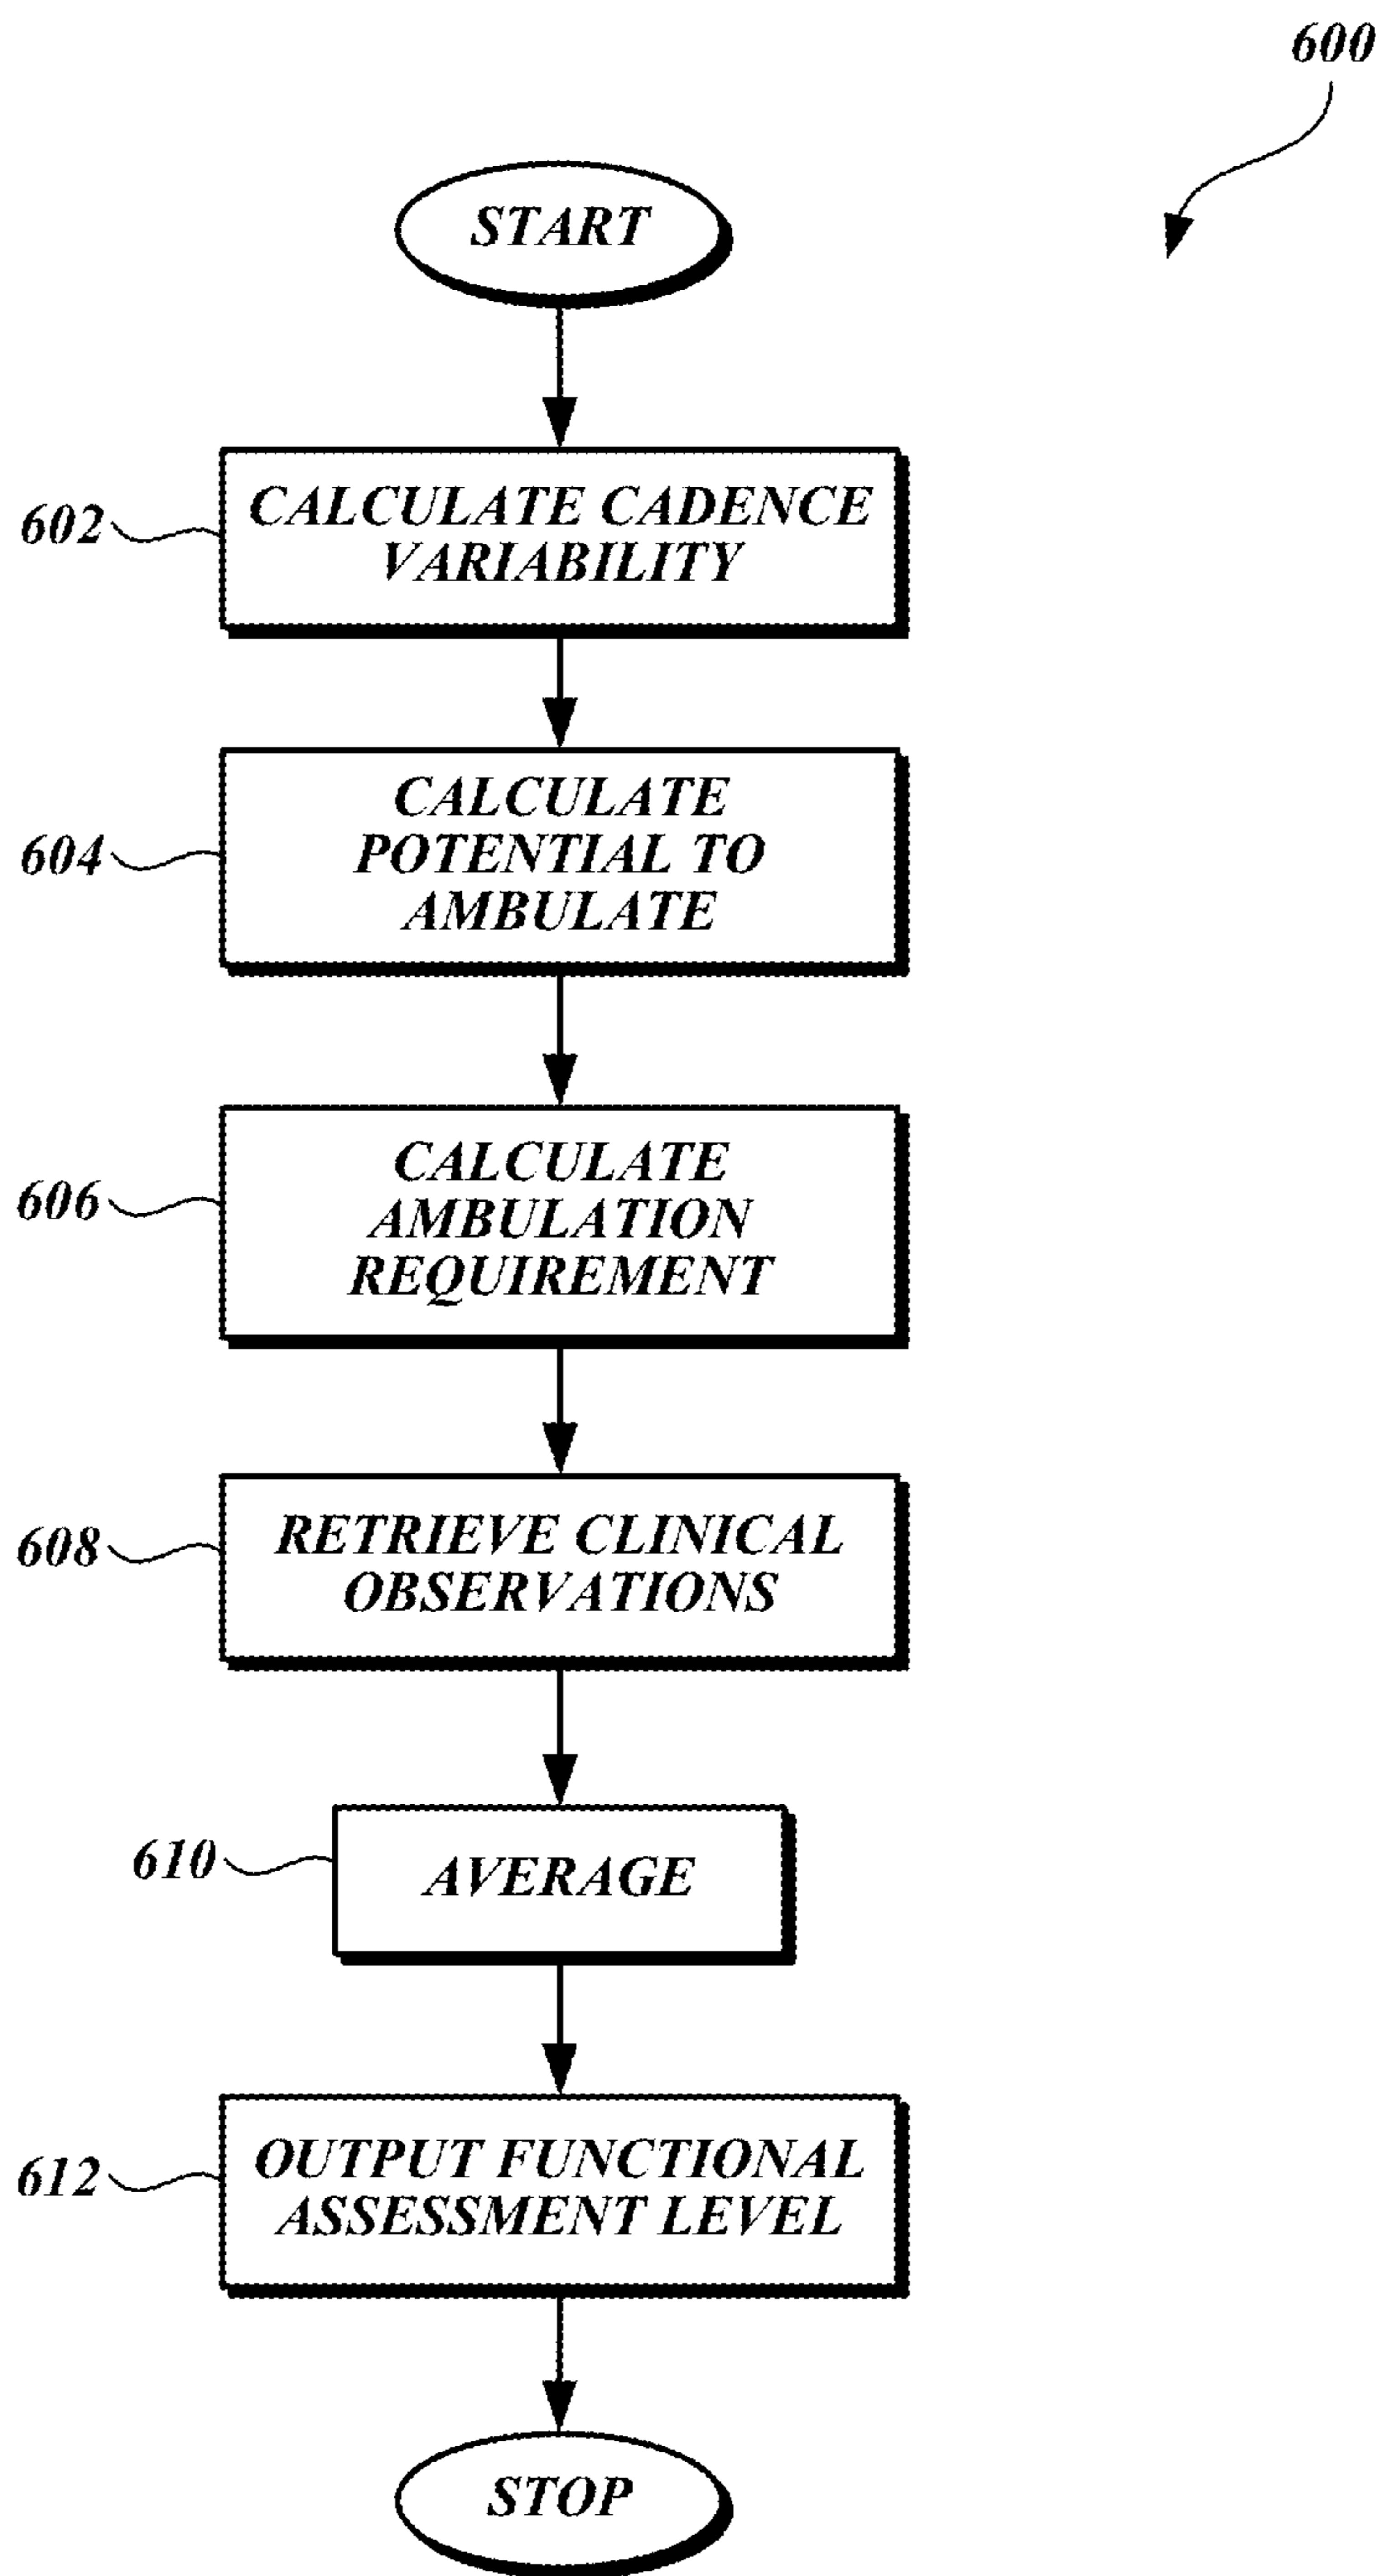 600
START
602
CALCULATE CADENCE
VARIABILITY
604
CALCULATE
POTENTIAL TO
AMBULATE
606
CALCULATE
AMBULATION
REQUIREMENT
608
RETRIEVE CLINICAL
OBSERVATIONS
610
AVERAGE
612
OUTPUT FUNCTIONAL
ASSESSMENT LEVEL
STOP